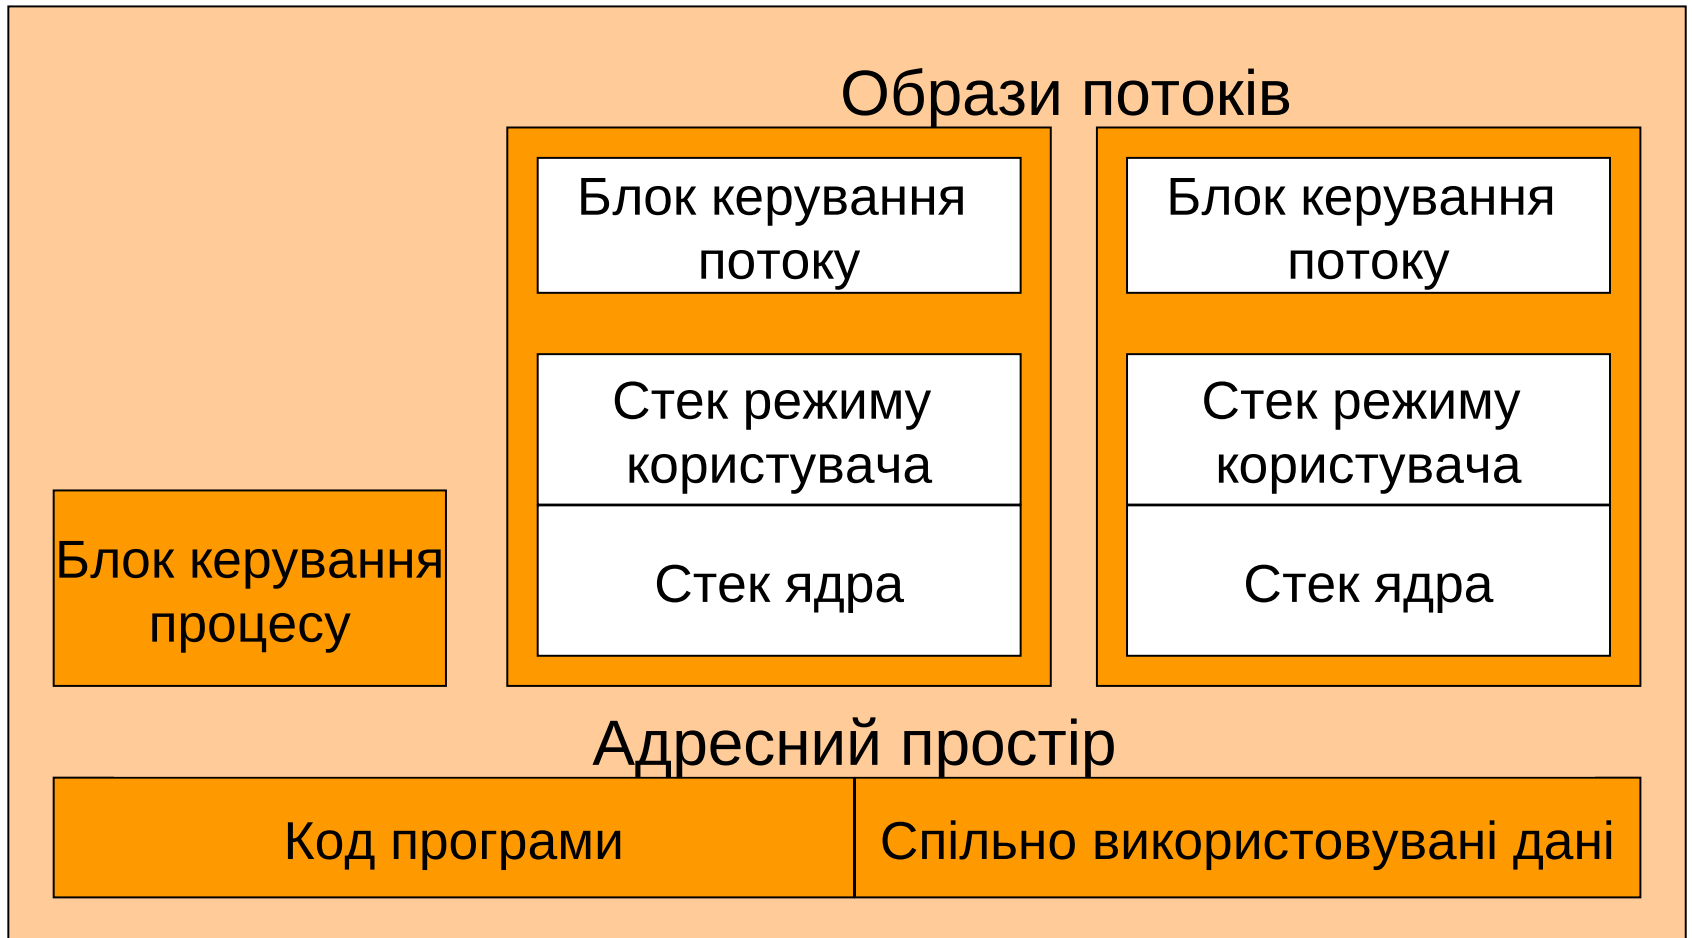 Образи потоків
Блок керування
потоку
Стек режиму
користувача
Стек ядра
Блок керування
потоку
Стек режиму
користувача
Стек ядра
Блок керування
процесу
Адресний простір
Код програми
Спільно використовувані дані